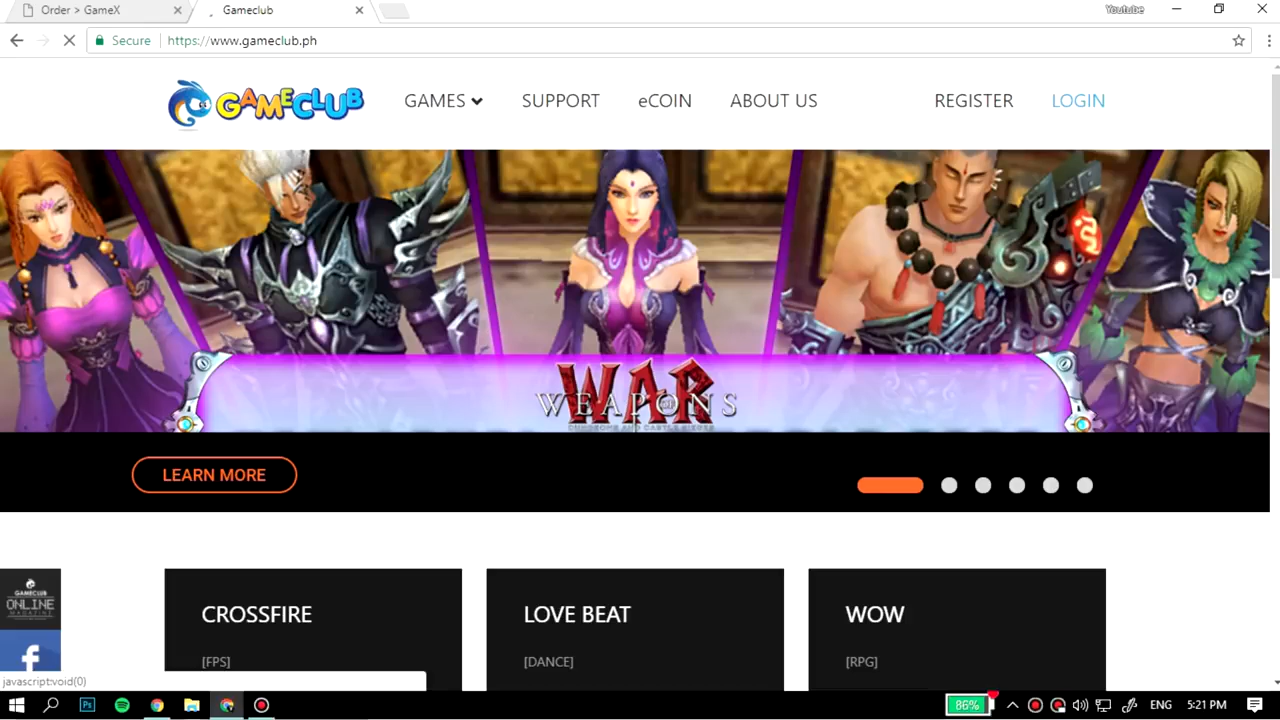 Order > GameX
Gameclub
Youtube
Secure
https://www.gameclub.ph
GAMECLUB
GAMES
SUPPORT
eCOIN
ABOUT US
REGISTER
LOGIN
WAR
WEAPONS
LEARN MORE
GAMECLUB
ONLINE
MAGAZINE
f
CROSSFIRE
[FPS]
LOVE BEAT
[DANCE]
WOW
[RPG]
javascript:void(0)
Ps
86%
ENG
5:21 PM